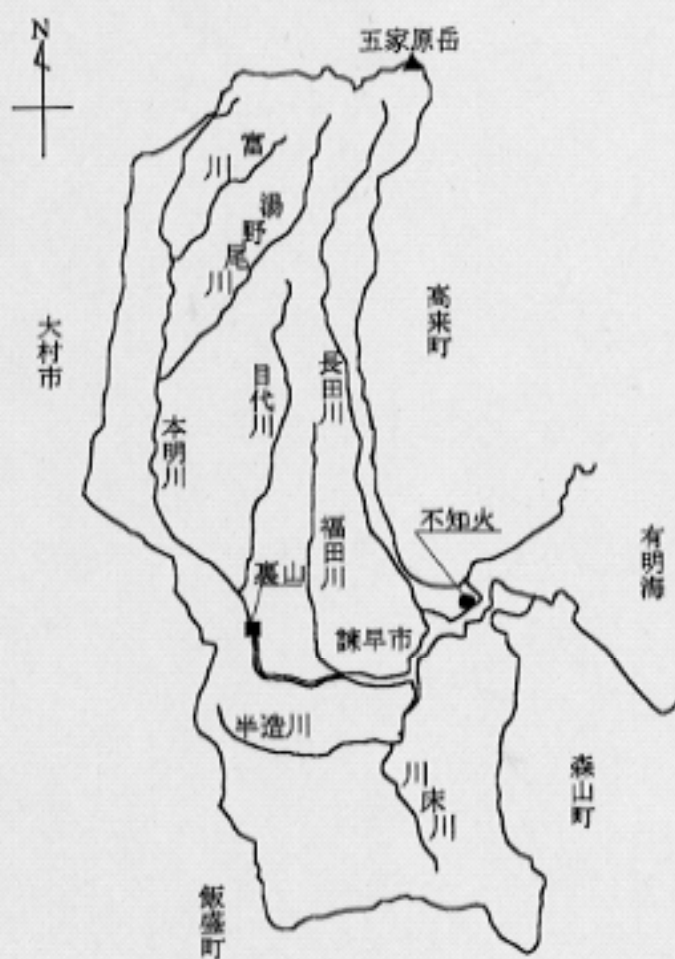 N
五家原岳
富川
湯野尾川
高来町
大村市
目代川
長田川
本明川
福田川
不知火
有明海
裏山
諫早市
半造川
川床川
森山町
飯盛町